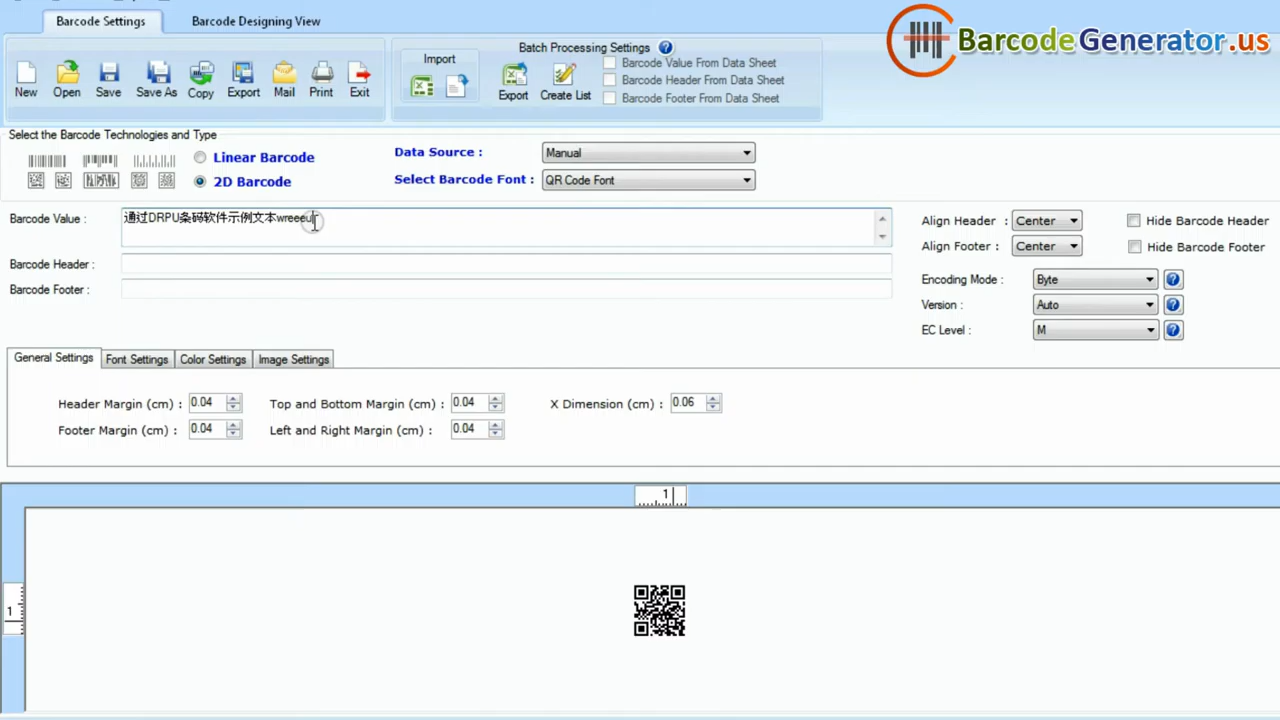 Barcode Settings Barcode Designing View
BarcodeGenerator.us
Import
Batch Processing Settings ?
Barcode Value From Data Sheet
Barcode Header From Data Sheet
Barcode Footer From Data Sheet
New Open Save Save As Copy Export Mail Print Exit Export Create List
Select the Barcode Technologies and Type
Linear Barcode
2D Barcode
Data Source : Manual
Select Barcode Font : QR Code Font
Barcode Value : 通过DRPU条码软件示例文本wreeeu
Barcode Header :
Barcode Footer :
Align Header : Center Hide Barcode Header
Align Footer : Center Hide Barcode Footer
Encoding Mode : Byte ?
Version : Auto ?
EC Level : M ?
General Settings Font Settings Color Settings Image Settings
Header Margin (cm) : 0.04 Top and Bottom Margin (cm) : 0.04 X Dimension (cm) : 0.06
Footer Margin (cm) : 0.04 Left and Right Margin (cm) : 0.04
1
1